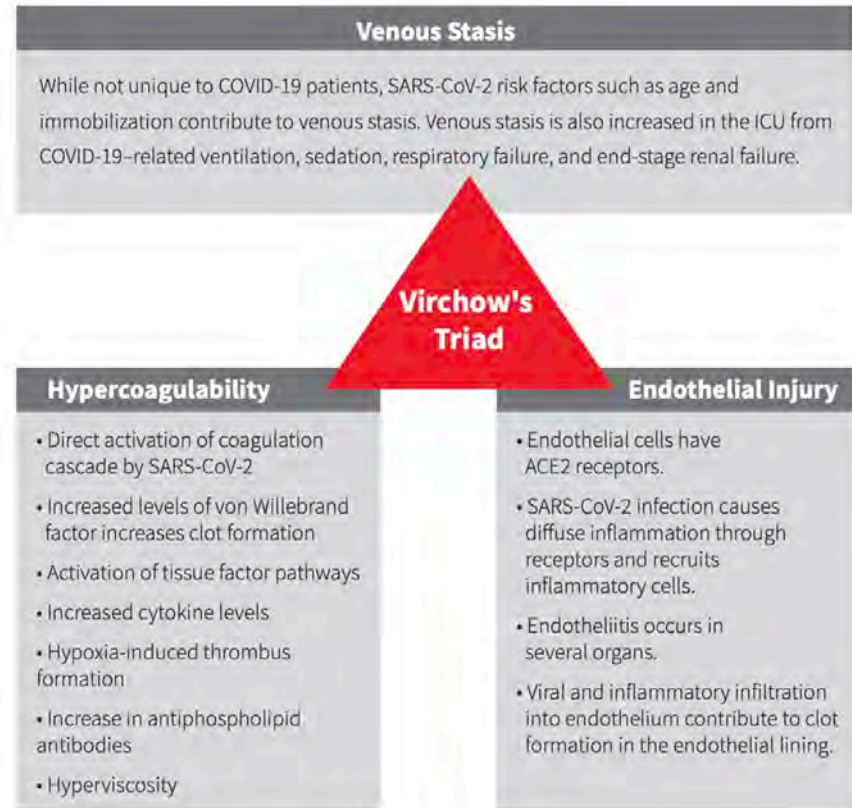 Venous Stasis
While not unique to COVID-19 patients, SARS-CoV-2 risk factors such as age and
immobilization contribute to venous stasis. Venous stasis is also increased in the ICU from
COVID-19–related ventilation, sedation, respiratory failure, and end-stage renal failure.
Virchow's
Triad
Hypercoagulability
• Direct activation of coagulation
cascade by SARS-CoV-2
• Increased levels of von Willebrand
factor increases clot formation
• Activation of tissue factor pathways
• Increased cytokine levels
• Hypoxia-induced thrombus
formation
• Increase in antiphospholipid
antibodies
• Hyperviscosity
Endothelial Injury
• Endothelial cells have
ACE2 receptors.
• SARS-CoV-2 infection causes
diffuse inflammation through
receptors and recruits
inflammatory cells.
• Endotheliitis occurs in
several organs.
• Viral and inflammatory infiltration
into endothelium contribute to clot
formation in the endothelial lining.